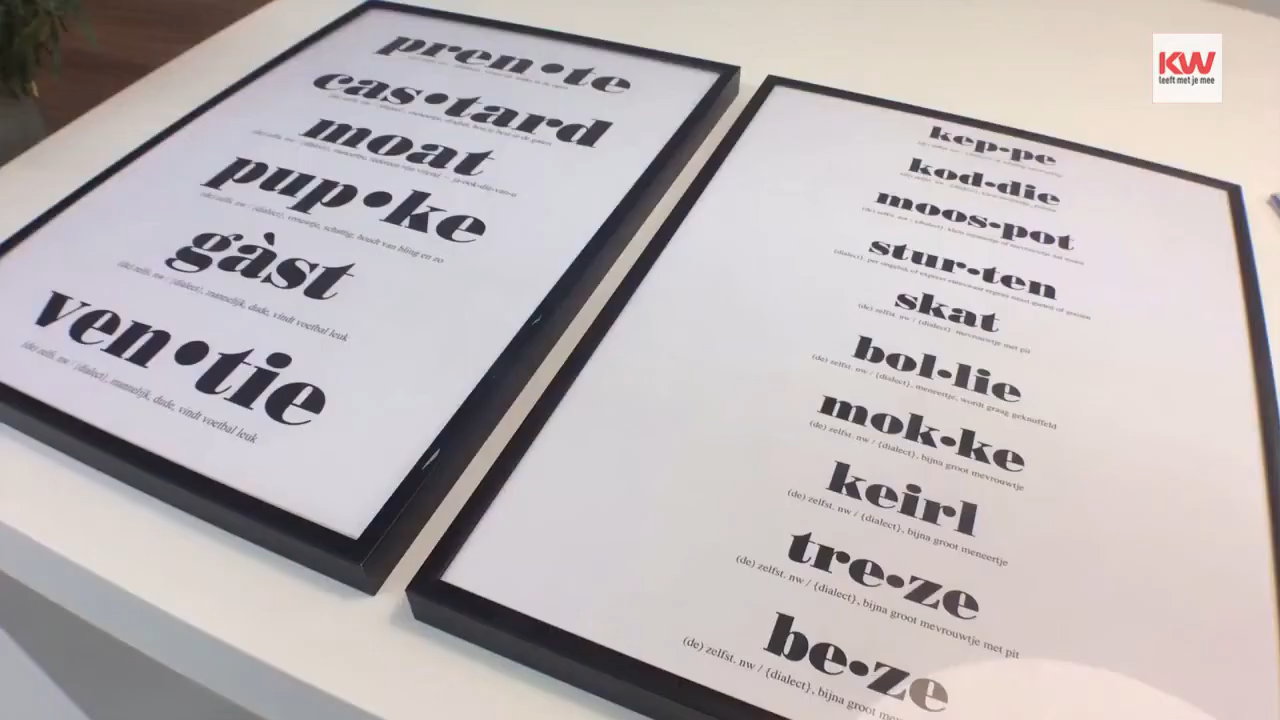 KW
leeft met je mee
pren•te
cas•tard
moat
pup•ke
(de) zelfs. nw / {dialect}, vrouwtje, schattig, houdt van bling en zo
gàst
(de) zelfs. nw / {dialect}, mannelijk, dude, vindt voetbal leuk
ven•tie
(de) zelfs. nw / {dialect}, mannelijk, dude, vindt voetbal leuk
kep•pe
kod•die
moos•pot
stur•ten
skat
(de) zelfst. nw / {dialect} mevrouwtje met pit
bol•lie
(de) zelfst. nw / {dialect}, meneertje, wordt graag geknuffeld
mok•ke
(de) zelfst. nw / {dialect}, bijna groot mevrouwtje
keirl
(de) zelfst. nw / {dialect}, bijna groot meneertje
tre•ze
(de) zelfst. nw / {dialect}, bijna groot mevrouwtje met pit
be•ze
(de) zelfst. nw / {dialect}, bijna groot